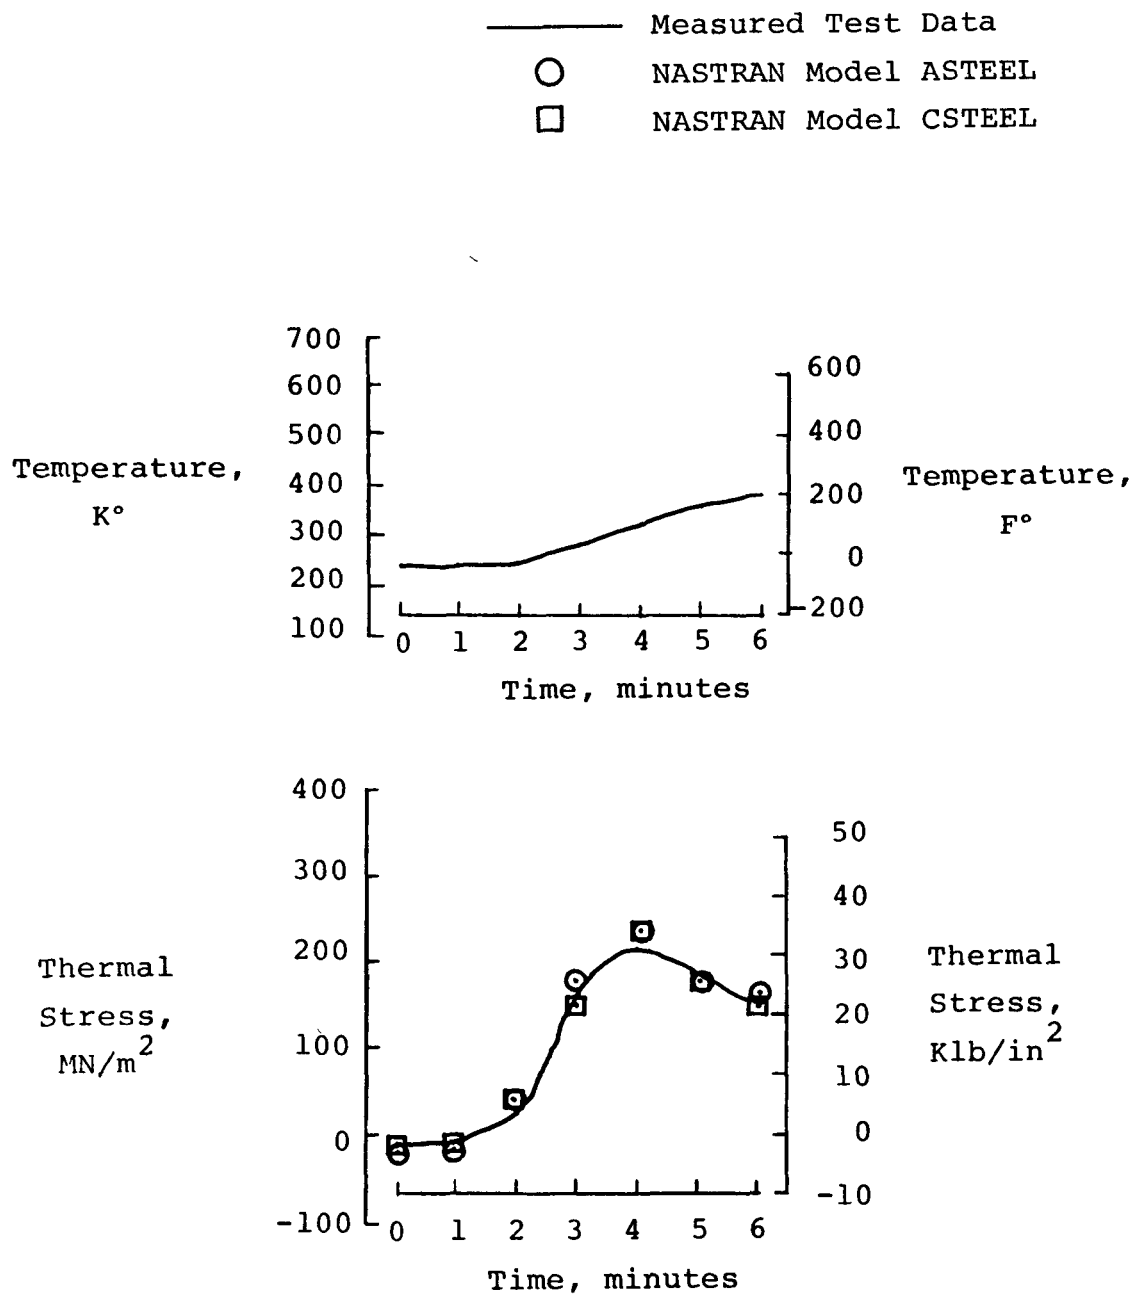 Measured Test Data
NASTRAN Model ASTEEL
NASTRAN Model CSTEEL
700
600
500
400
300
200
100
Temperature,
K°
600
400
200
0
-200
Temperature,
F°
0 1 2 3 4 5 6
Time, minutes
400
300
200
100
0
-100
Thermal
Stress,
MN/m²
50
40
30
20
10
0
-10
Thermal
Stress,
Klb/in²
0 1 2 3 4 5 6
Time, minutes